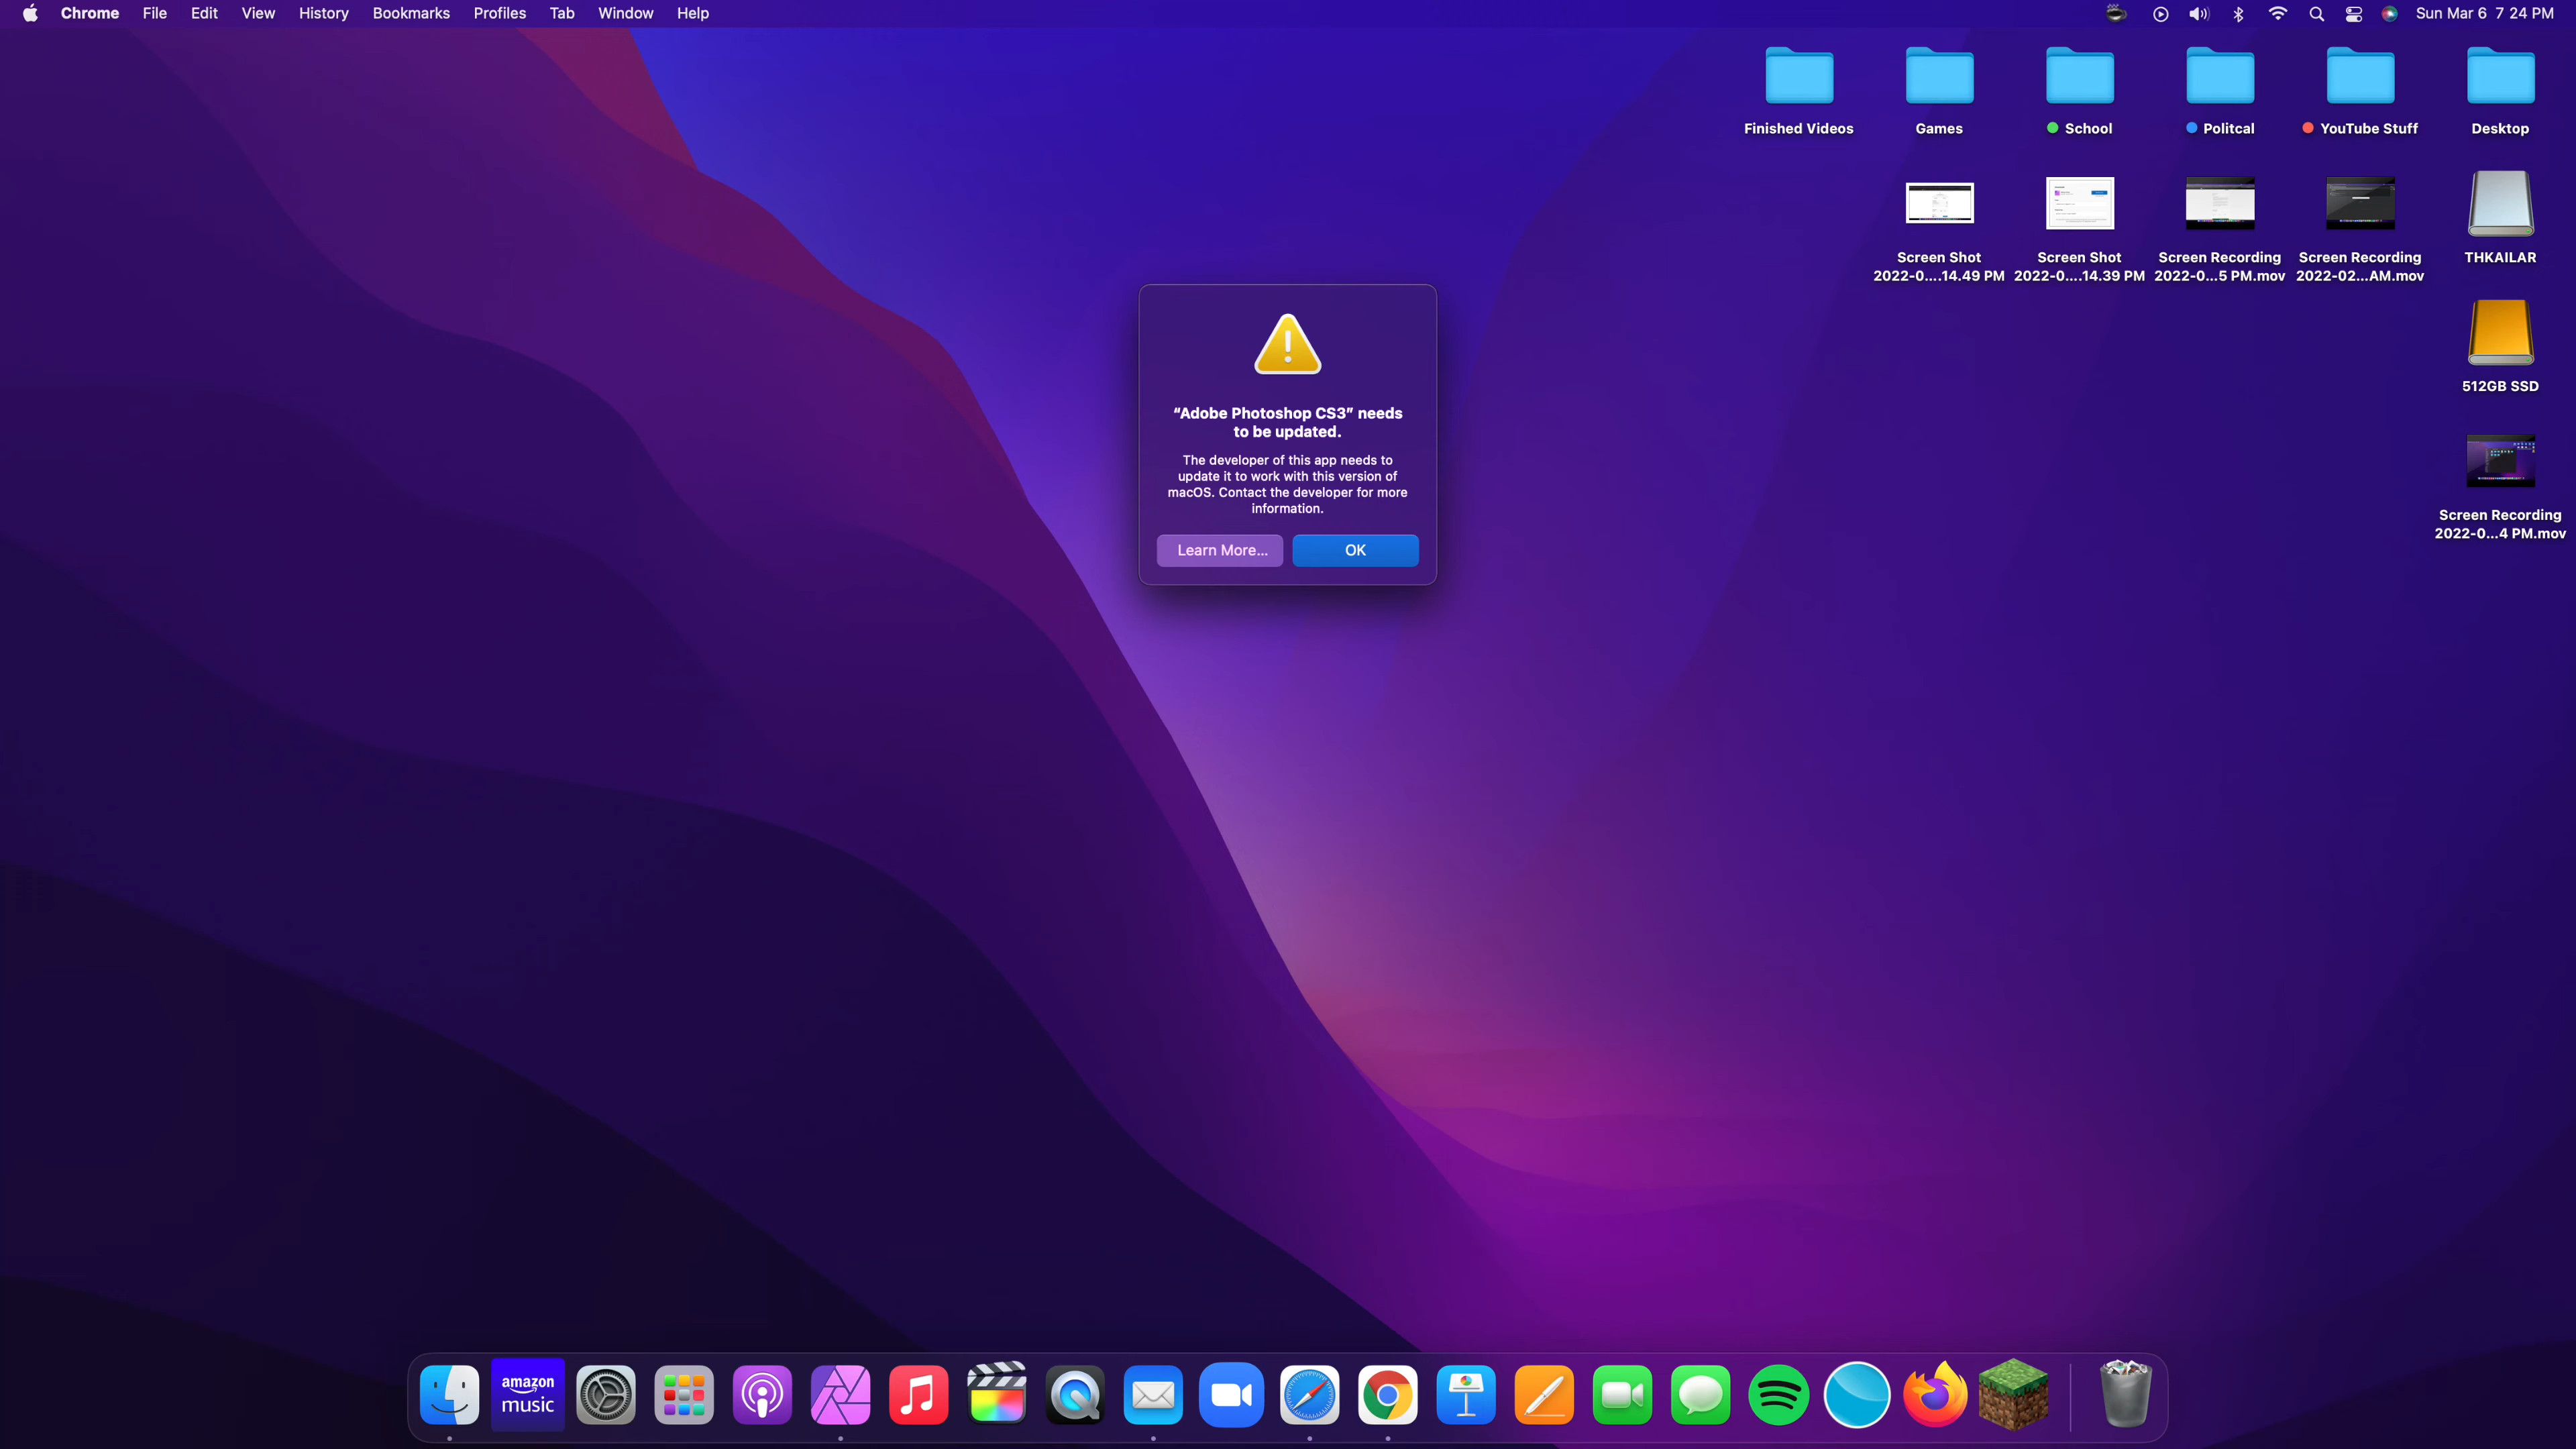 Chrome File Edit View History Bookmarks Profiles Tab Window Help
Sun Mar 6 7 24 PM
Finished Videos
Games
School
Politcal
YouTube Stuff
Desktop
Screen Shot
2022-0....14.49 PM
Screen Shot
2022-0....14.39 PM
Screen Recording
2022-0...5 PM.mov
Screen Recording
2022-02...AM.mov
THKAILAR
512GB SSD
Screen Recording
2022-0...4 PM.mov
“Adobe Photoshop CS3” needs
to be updated.
The developer of this app needs to
update it to work with this version of
macOS. Contact the developer for more
information.
Learn More...
OK
amazon
music